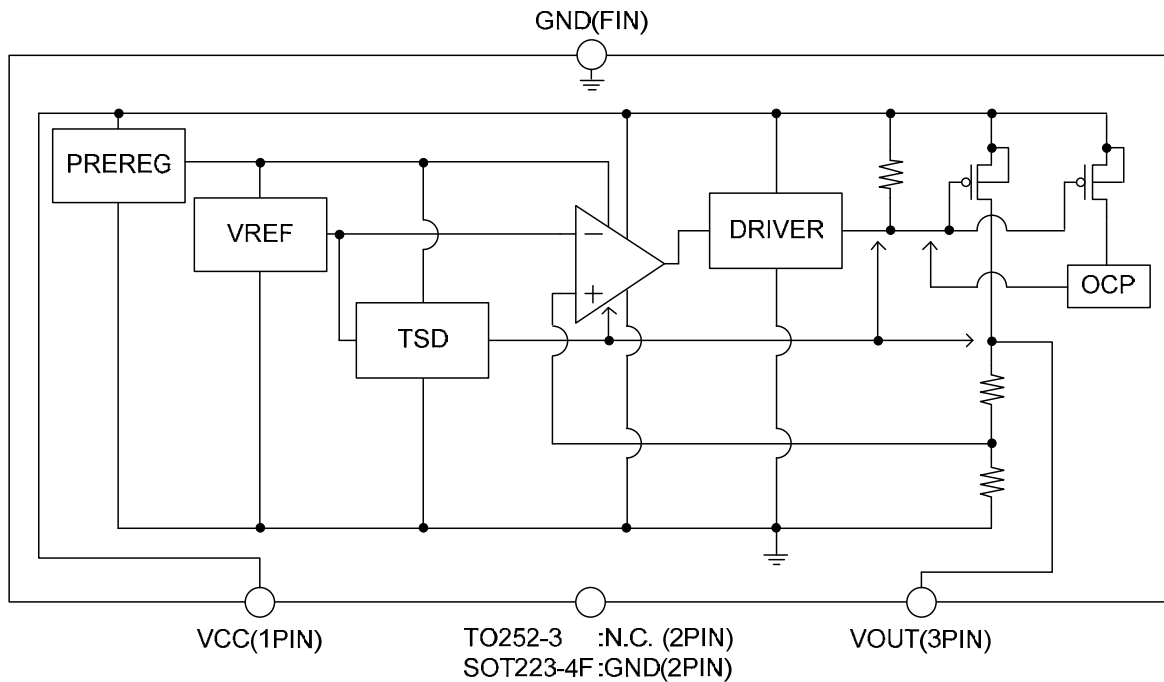 GND(FIN)
PREREG
VREF
DRIVER
OCP
TSD
VCC(1PIN)
TO252-3 :N.C. (2PIN)
SOT223-4F:GND(2PIN)
VOUT(3PIN)